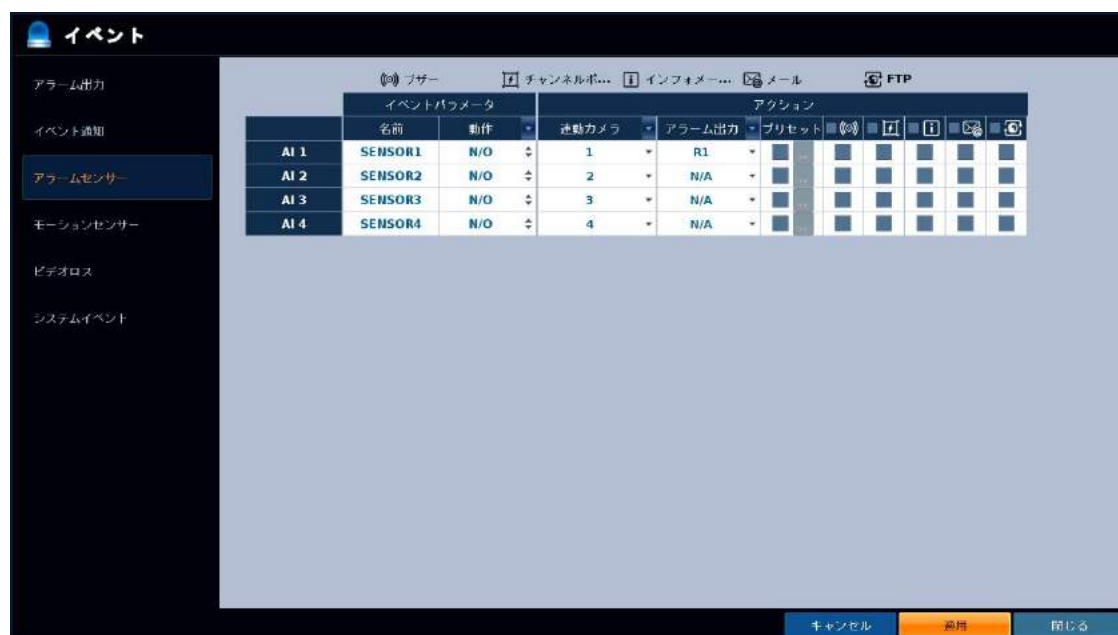 イベント
アラーム出力
イベント通知
アラームセンサー
モーションセンサー
ビデオロス
システムイベント
ブザー チャンネルポ... インフォメー... メール FTP
イベントパラメータ アクション
名前 動作 連動カメラ アラーム出力 プリセット
AI 1 SENSOR1 N/O 1 R1 ...
AI 2 SENSOR2 N/O 2 N/A ...
AI 3 SENSOR3 N/O 3 N/A ...
AI 4 SENSOR4 N/O 4 N/A ...
キャンセル 適用 閉じる